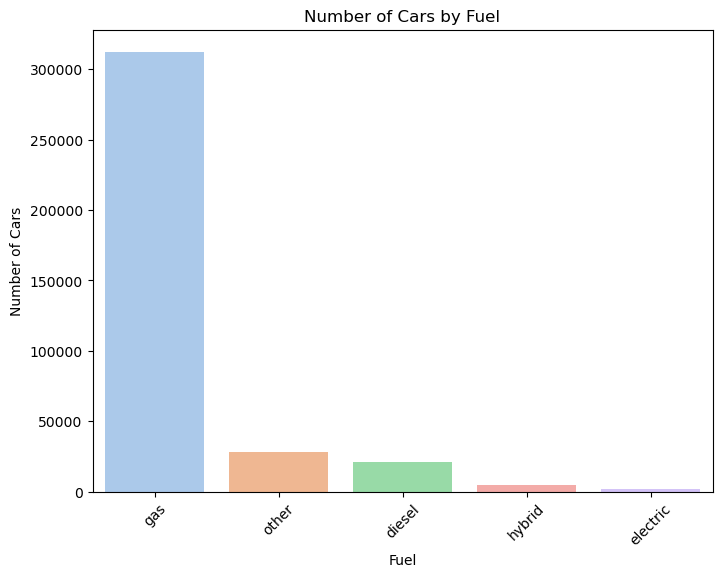 Number of Cars by Fuel
Number of Cars
300000
250000
200000
150000
100000
50000
0
gas
other
diesel
hybrid
electric
Fuel